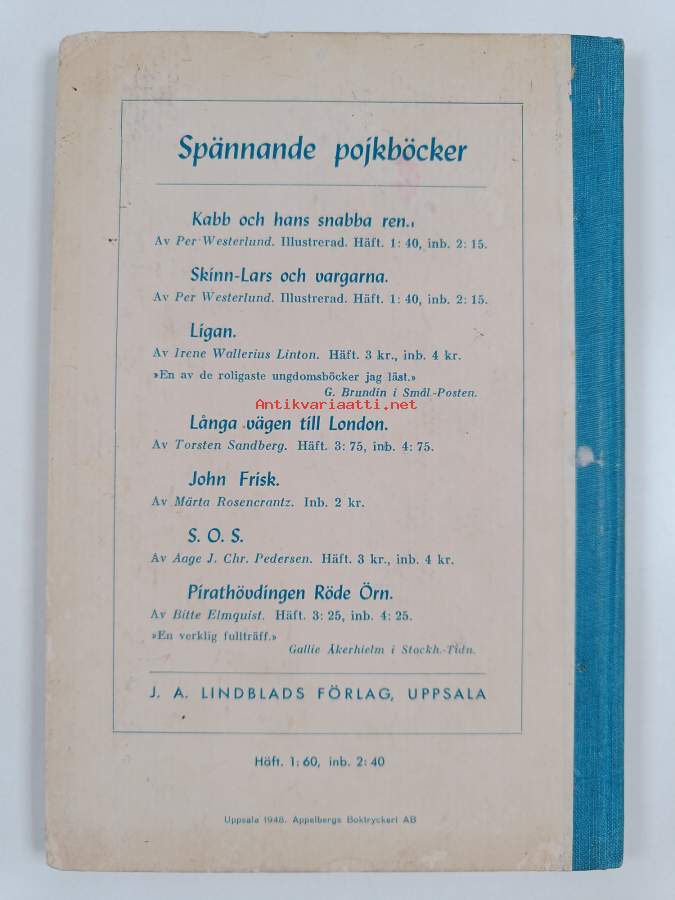 Spännande pojkböcker
Kabb och hans snabba ren..
Av Per Westerlund. Illustrerad. Häft. 1: 40, inb. 2: 15.
Skinn-Lars och vargarna.
Av Per Westerlund. Illustrerad. Häft. 1: 40, inb. 2: 15.
Ligan.
Av Irene Wallerius Linton. Häft. 3 kr., inb. 4 kr.
»En av de roligaste ungdomsböcker jag läst.»
G. Brundin i Smål-Posten.
Antikvariaatti.net
Långa vägen till London.
Av Torsten Sandberg. Häft. 3: 75, inb. 4: 75.
John Frisk.
Av Märta Rosencrantz. Inb. 2 kr.
S. O. S.
Av Aage J. Chr. Pedersen. Häft. 3 kr., inb. 4 kr.
Pirathövdingen Röde Örn.
Av Bitte Elmquist. Häft. 3: 25, inb. 4: 25.
»En verklig fullträff.»
Gallie Åkerhielm i Stockh.-Tidn.
J. A. LINDBLADS FÖRLAG, UPPSALA
Häft. 1: 60, inb. 2: 40
Uppsala 1948. Appelbergs Boktryckeri AB